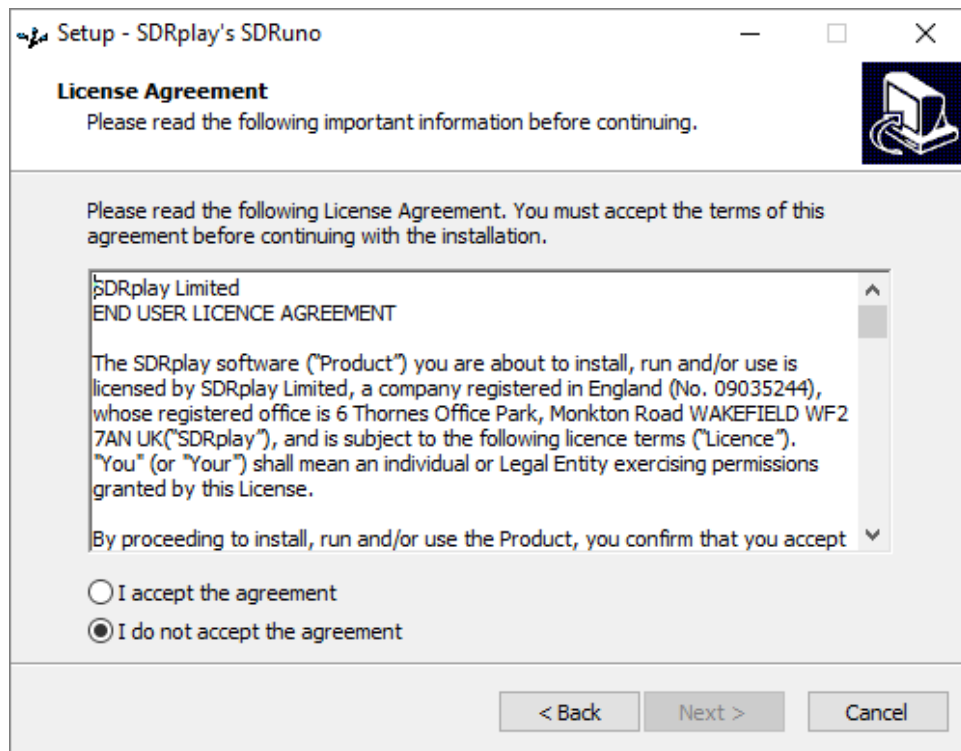 Setup - SDRplay's SDRuno
License Agreement
Please read the following important information before continuing.
Please read the following License Agreement. You must accept the terms of this
agreement before continuing with the installation.
SDRplay Limited
END USER LICENCE AGREEMENT
The SDRplay software ("Product") you are about to install, run and/or use is
licensed by SDRplay Limited, a company registered in England (No. 09035244),
whose registered office is 6 Thornes Office Park, Monkton Road WAKEFIELD WF2
7AN UK("SDRplay"), and is subject to the following licence terms ("Licence").
"You" (or "Your") shall mean an individual or Legal Entity exercising permissions
granted by this License.
By proceeding to install, run and/or use the Product, you confirm that you accept
I accept the agreement
I do not accept the agreement
< Back
Next >
Cancel